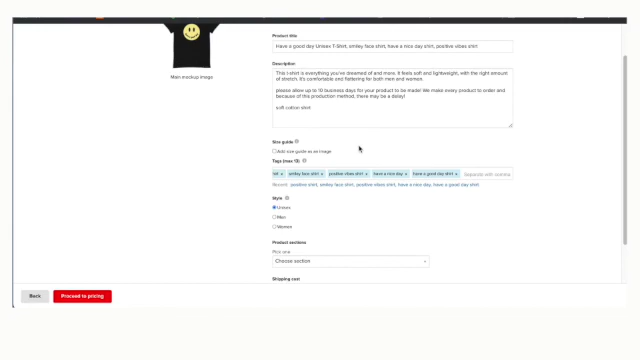 Product title
Have a good day Unisex T-Shirt, smiley face shirt, have a nice day shirt, positive vibes shirt
Main mockup image
Description
This t-shirt is everything you've dreamed of and more. It feels soft and lightweight, with the right amount
of stretch. It's comfortable and flattering for both men and women.
please allow up to 10 business days for your product to be made! We make every product to order and
because of this production method, there may be a delay!
soft cotton shirt
Size guide
Add size guide as an image
Tags (max 13)
smiley face shirt x positive vibes shirt x have a nice day x have a good day shirt x Separate with comma
Recent: positive shirt, smiley face shirt, positive vibes shirt, have a nice day, have a good day shirt.
Style
Unisex
Men
Women
Product sections
Pick one
Choose section
Shipping cost
Back
Proceed to pricing